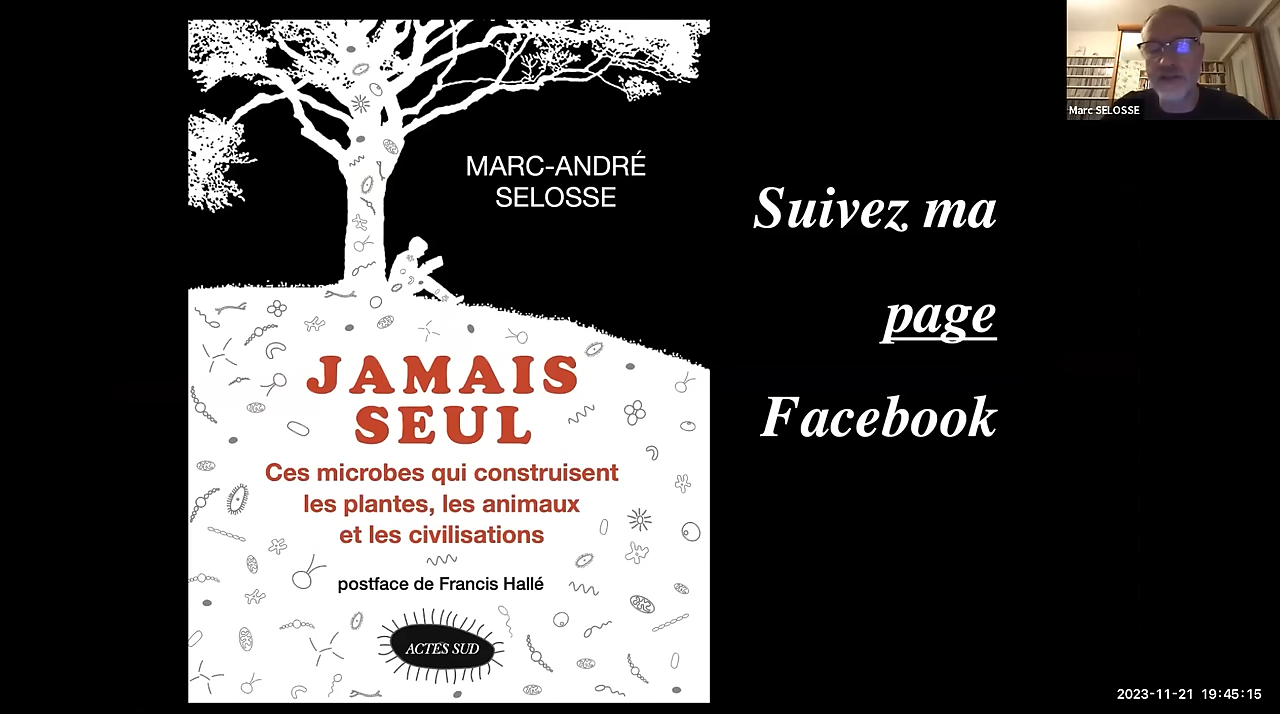 MARC-ANDRÉ
SELOSSE
JAMAIS
SEUL
Ces microbes qui construisent
les plantes, les animaux
et les civilisations
postface de Francis Hallé
ACTES SUD
Suivez ma
page
Facebook
Marc SELOSSE
2023-11-21 19:45:15